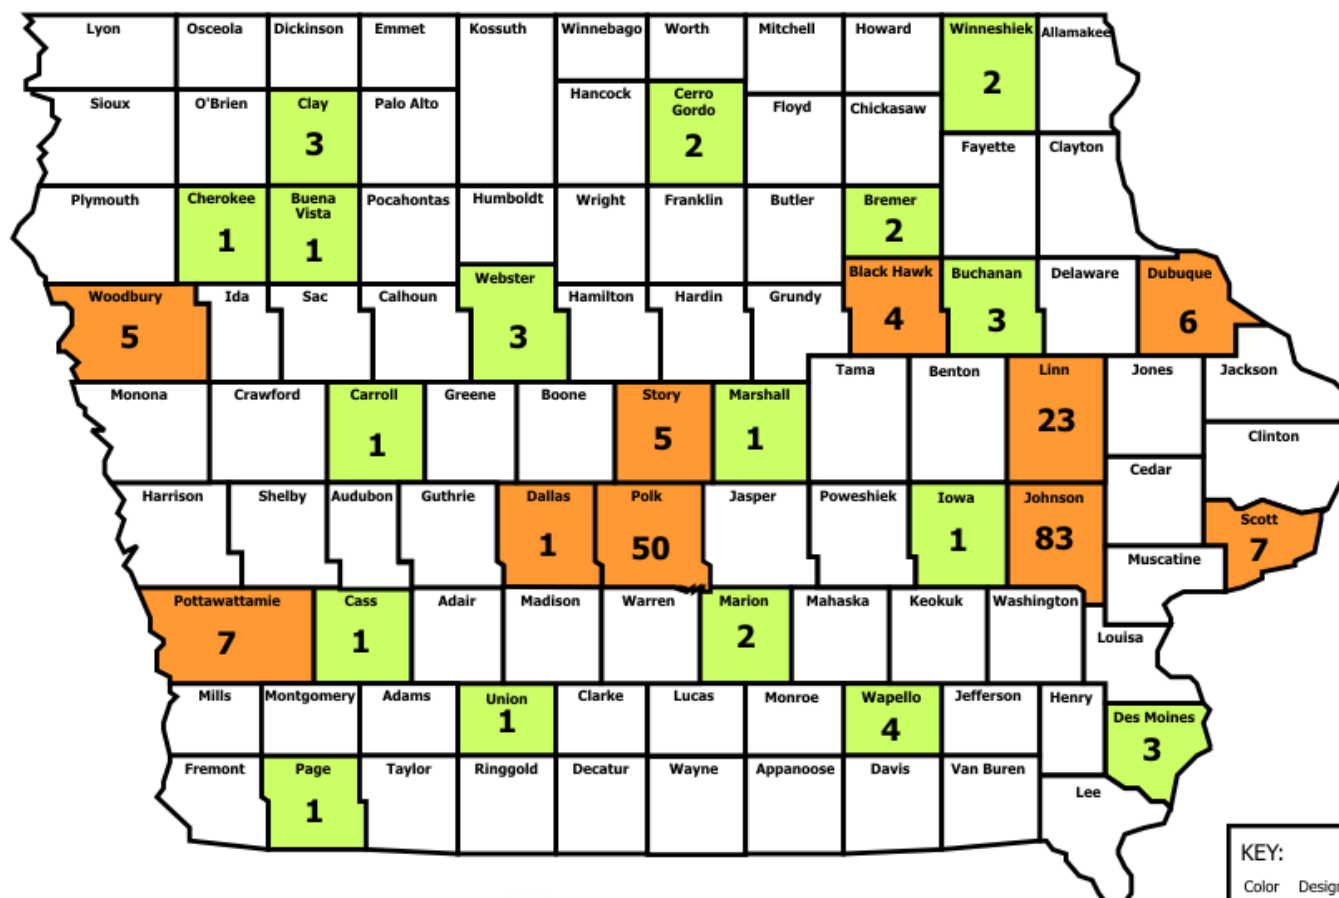 Lyon
Osceola
Dickinson
Emmet
Kossuth
Winnebago
Worth
Mitchell
Howard
Winneshiek
2
Allamakee
Sioux
O'Brien
Clay
3
Palo Alto
Hancock
Cerro
Gordo
2
Floyd
Chickasaw
Fayette
Clayton
Plymouth
Cherokee
1
Buena
Vista
1
Pocahontas
Humboldt
Wright
Franklin
Butler
Bremer
2
Woodbury
5
Ida
Sac
Calhoun
Webster
3
Hamilton
Hardin
Grundy
Black Hawk
4
Buchanan
3
Delaware
Dubuque
6
Monona
Crawford
Carroll
1
Greene
Boone
Story
5
Marshall
1
Tama
Benton
Linn
23
Jones
Jackson
Clinton
Cedar
Harrison
Shelby
Audubon
Guthrie
Dallas
1
Polk
50
Jasper
Poweshiek
Iowa
1
Johnson
83
Scott
7
Muscatine
Pottawattamie
7
Cass
1
Adair
Madison
Warren
Marion
2
Mahaska
Keokuk
Washington
Louisa
Mills
Montgomery
Adams
Union
1
Clarke
Lucas
Monroe
Wapello
4
Jefferson
Henry
Des Moines
3
Fremont
Page
1
Taylor
Ringgold
Decatur
Wayne
Appanoose
Davis
Van Buren
Lee
KEY:
Color Design